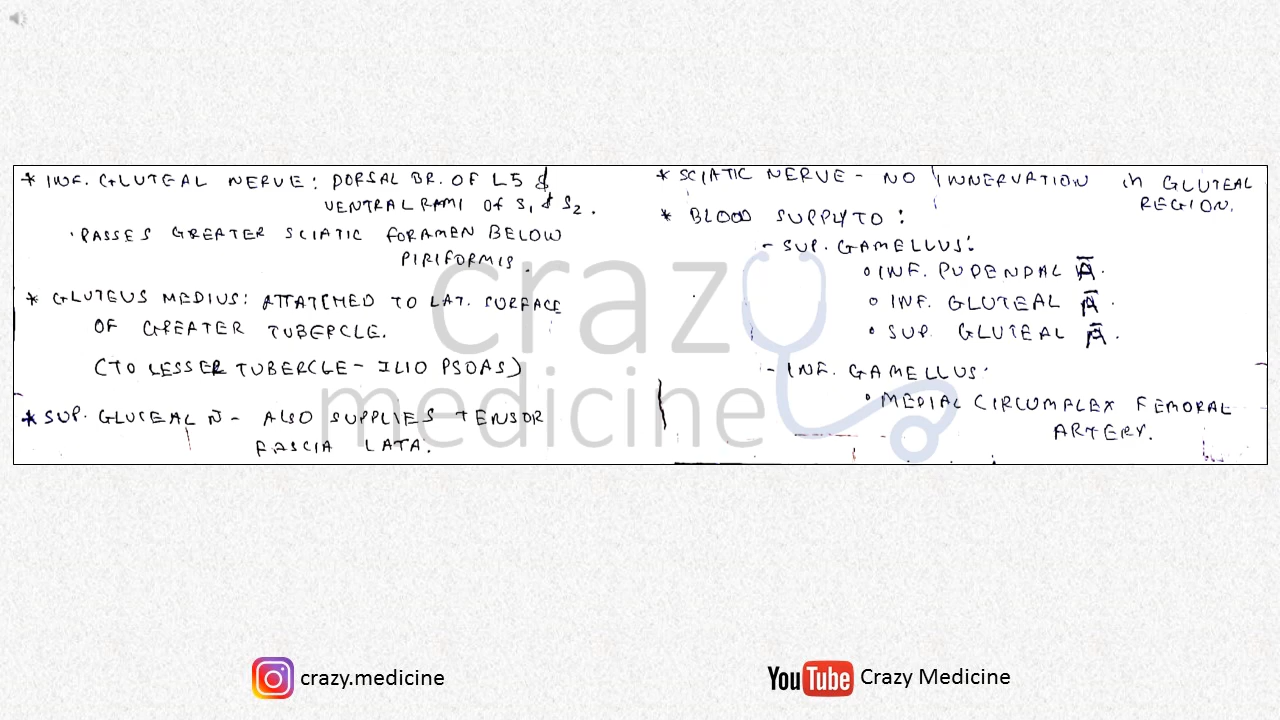 * INF. GLUTEAL NERVE: DORSAL BR. OF L5 &
VENTRAL RAMI OF S1 & S2.
· PASSES GREATER SCIATIC FORAMEN BELOW
PIRIFORMIS.
* GLUTEUS MEDIUS: ATTATCHED TO LAT. SURFACE
OF GREATER TUBERCLE.
(TO LESSER TUBERCLE - ILIO PSOAS)
* SUP. GLUTEAL N - ALSO SUPPLIES TENSOR
FASCIA LATA.
* SCIATIC NERVE - NO INNERVATION in GLUTEAL
REGION.
* BLOOD SUPPLY TO:
- SUP. GAMELLUS:
• INF. PUDENDAL A.
• INF. GLUTEAL A.
• SUP. GLUTEAL A.
- INF. GAMELLUS:
• MEDIAL CIRCUMFLEX FEMORAL
ARTERY.
crazy
medicine
crazy.medicine
YouTube Crazy Medicine